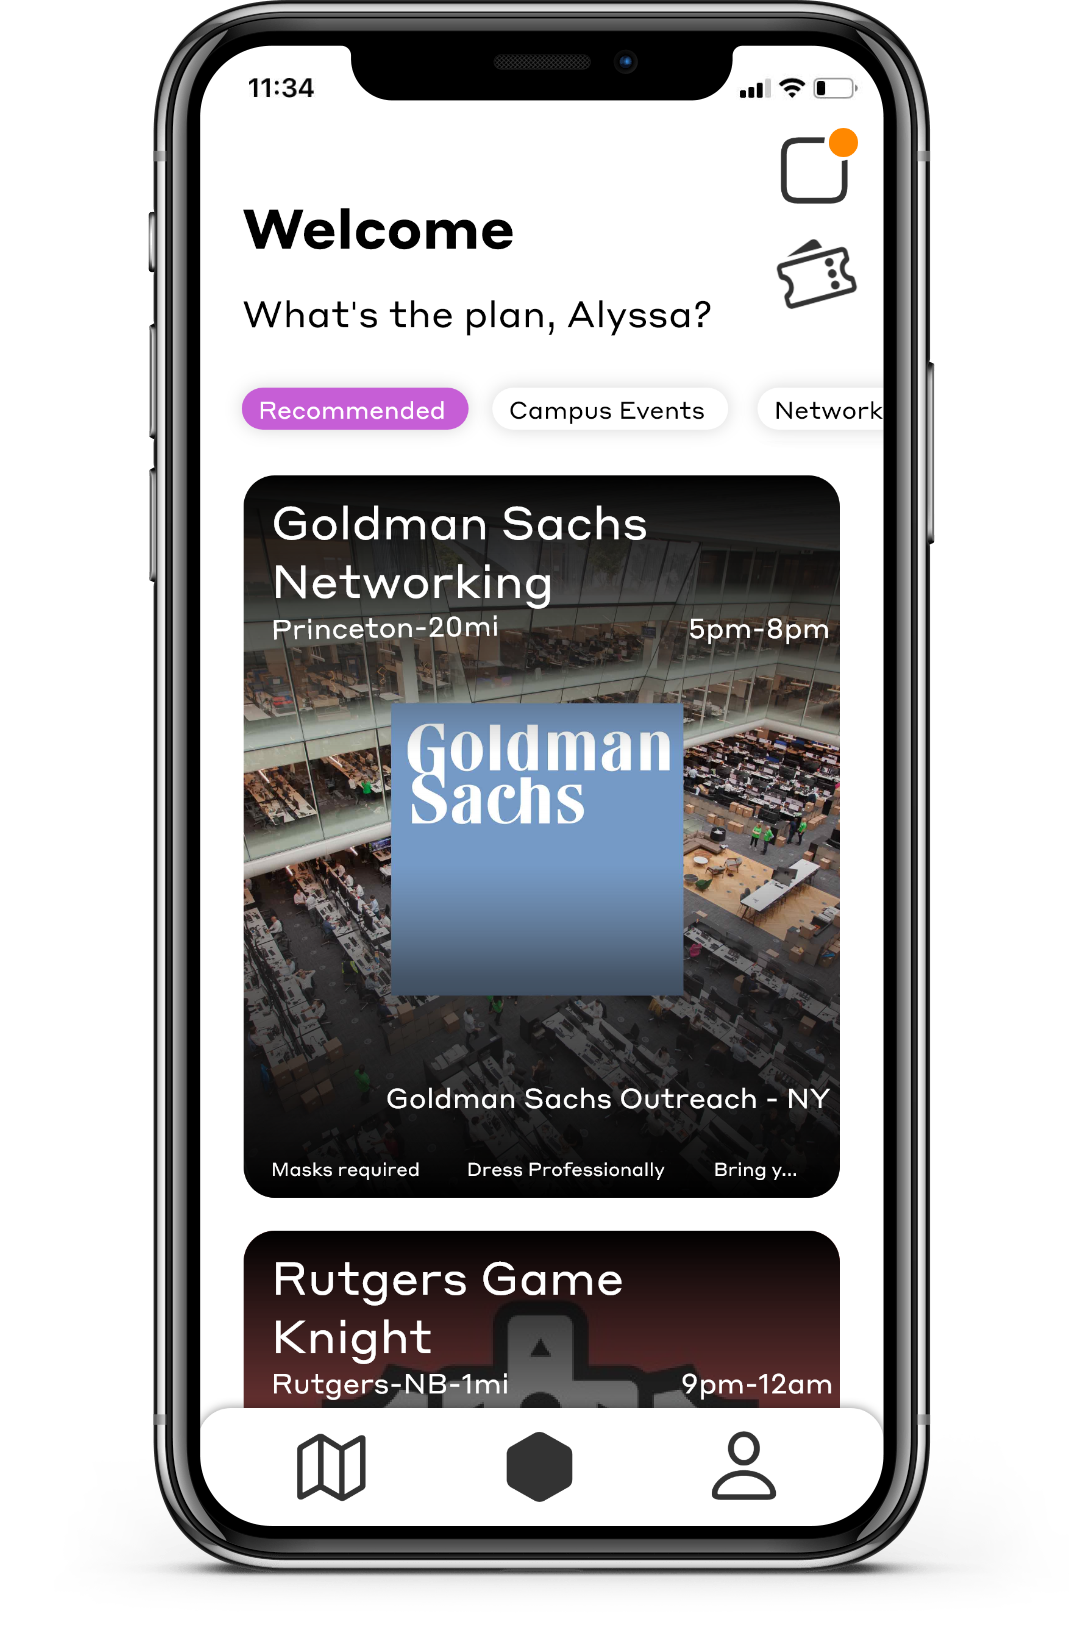 11:34
Welcome
What's the plan, Alyssa?
Recommended
Campus Events
Network
Goldman Sachs
Networking
Princeton-20mi
5pm-8pm
Goldman
Sachs
Goldman Sachs Outreach - NY
Masks required
Dress Professionally
Bring y...
Rutgers Game
Knight
Rutgers-NB-1mi
9pm-12am